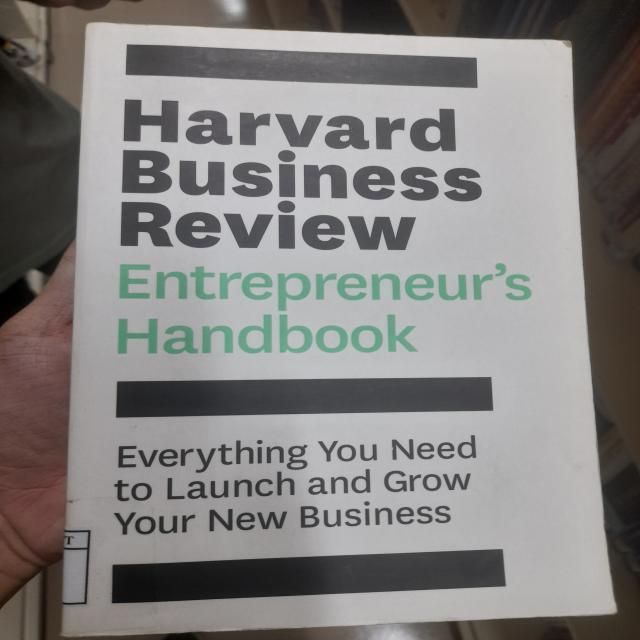 Harvard
Business
Review
Entrepreneur's
Handbook
Everything You Need
to Launch and Grow
Your New Business
T